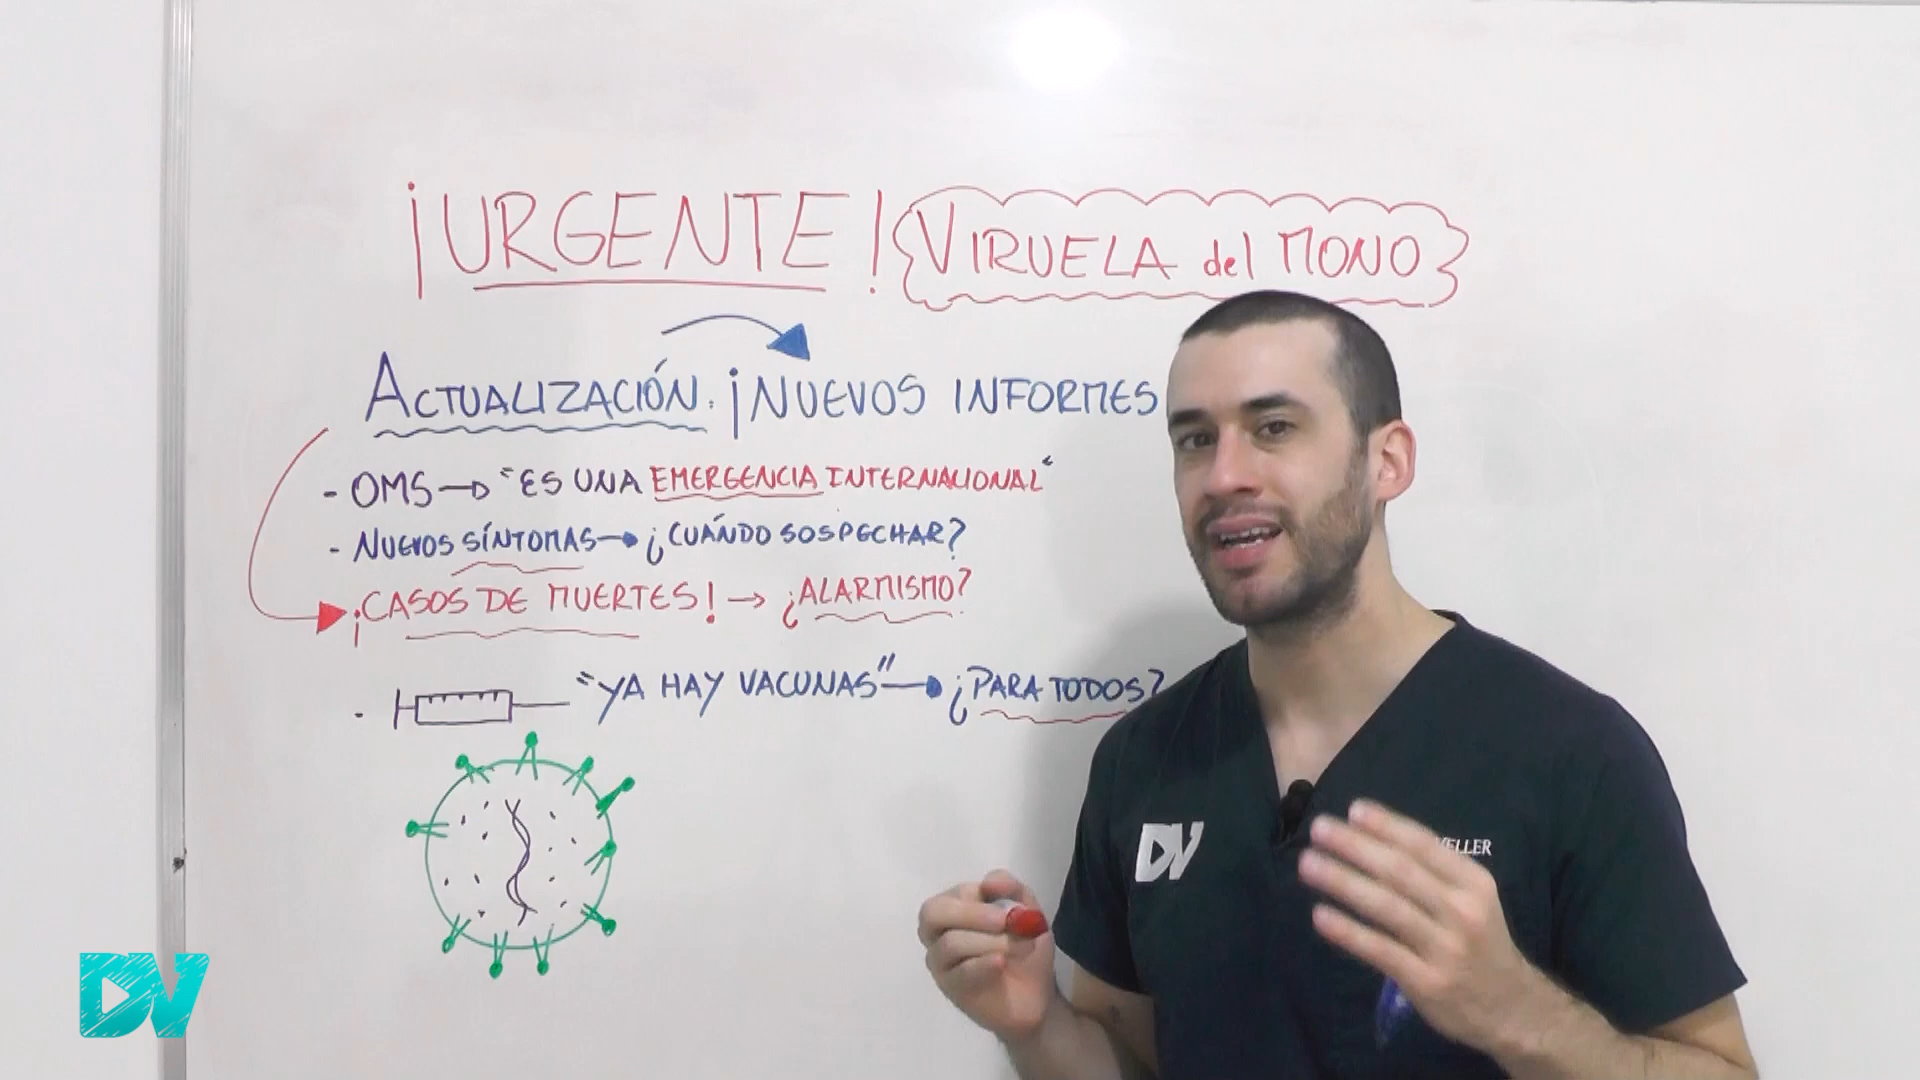 ¡URGENTE! VIRUELA del MONO
ACTUALIZACIÓN: ¡NUEVOS INFORMES
- OMS → "ES UNA EMERGENCIA INTERNACIONAL"
- NUEVOS SÍNTOMAS → ¿CUÁNDO SOSPECHAR?
¡CASOS DE MUERTES! → ¿ALARMISMO?
- "YA HAY VACUNAS" → ¿PARA TODOS?
DV
DV